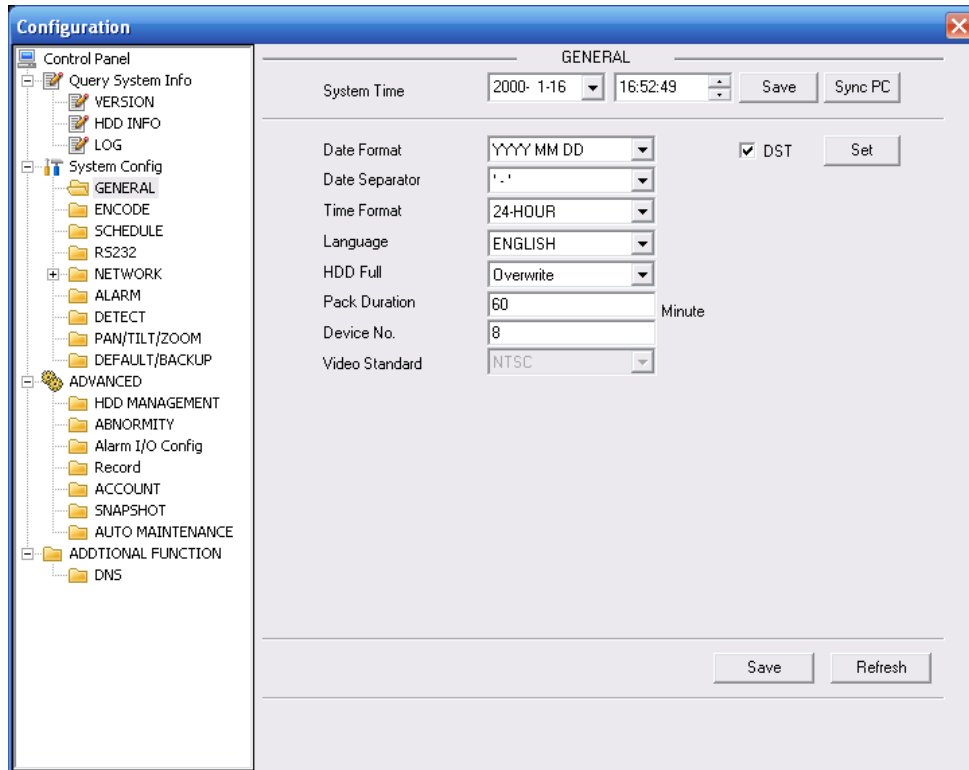 Configuration
Control Panel
Query System Info
VERSION
HDD INFO
LOG
System Config
GENERAL
ENCODE
SCHEDULE
RS232
NETWORK
ALARM
DETECT
PAN/TILT/ZOOM
DEFAULT/BACKUP
ADVANCED
HDD MANAGEMENT
ABNORMITY
Alarm I/O Config
Record
ACCOUNT
SNAPSHOT
AUTO MAINTENANCE
ADDTIONAL FUNCTION
DNS
GENERAL
System Time 2000- 1-16 16:52:49 Save Sync PC
Date Format YYYY MM DD DST Set
Date Separator '-'
Time Format 24-HOUR
Language ENGLISH
HDD Full Overwrite
Pack Duration 60 Minute
Device No. 8
Video Standard NTSC
Save Refresh